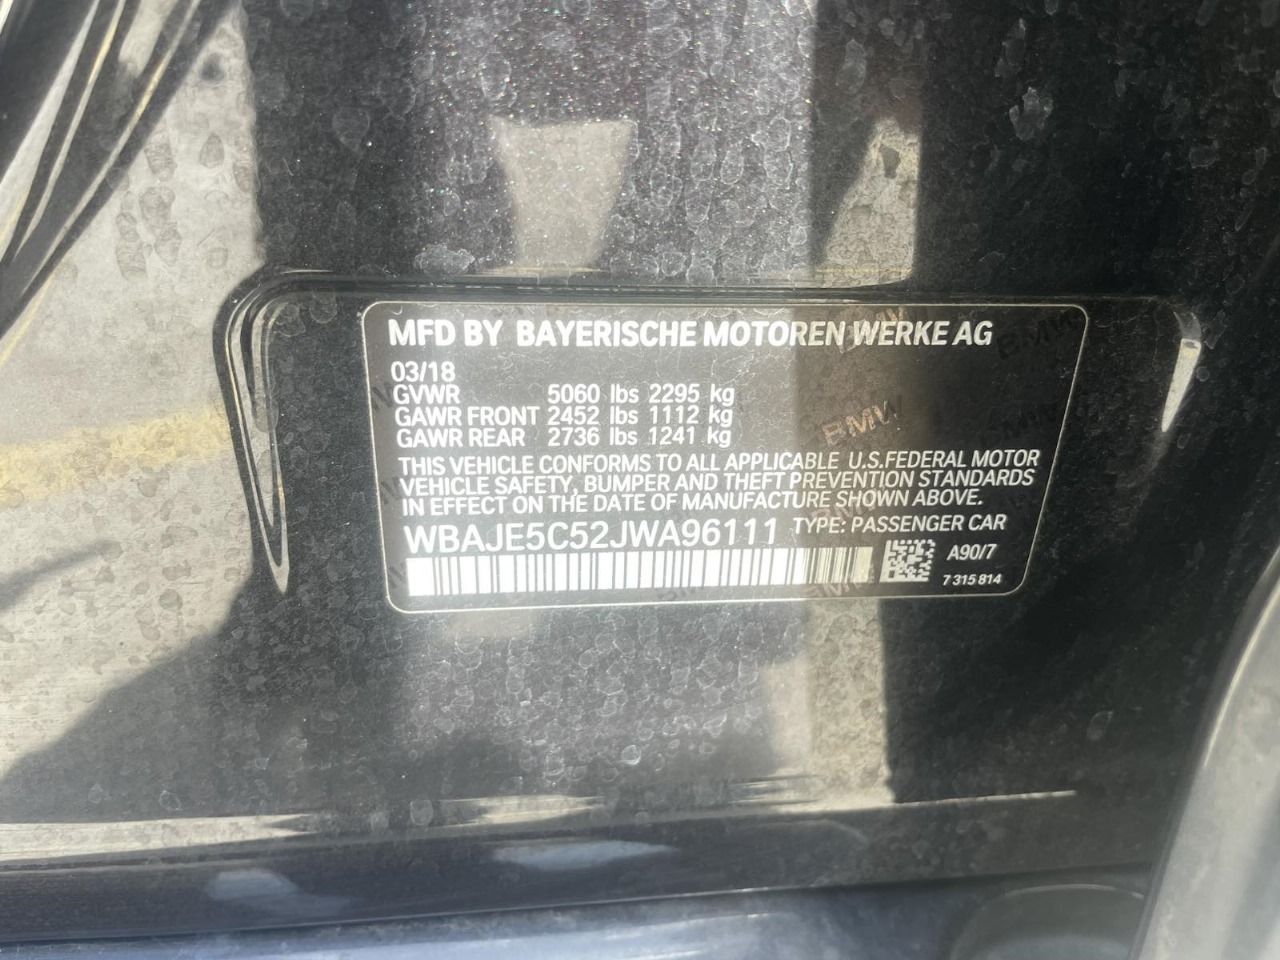 MFD BY BAYERISCHE MOTOREN WERKE AG
03/18
GVWR 5060 lbs 2295 kg
GAWR FRONT 2452 lbs 1112 kg
GAWR REAR 2736 lbs 1241 kg
THIS VEHICLE CONFORMS TO ALL APPLICABLE U.S.FEDERAL MOTOR
VEHICLE SAFETY, BUMPER AND THEFT PREVENTION STANDARDS
IN EFFECT ON THE DATE OF MANUFACTURE SHOWN ABOVE.
WBAJE5C52JWA96111 TYPE: PASSENGER CAR
A90/7
7 315 814
BMW
BMW